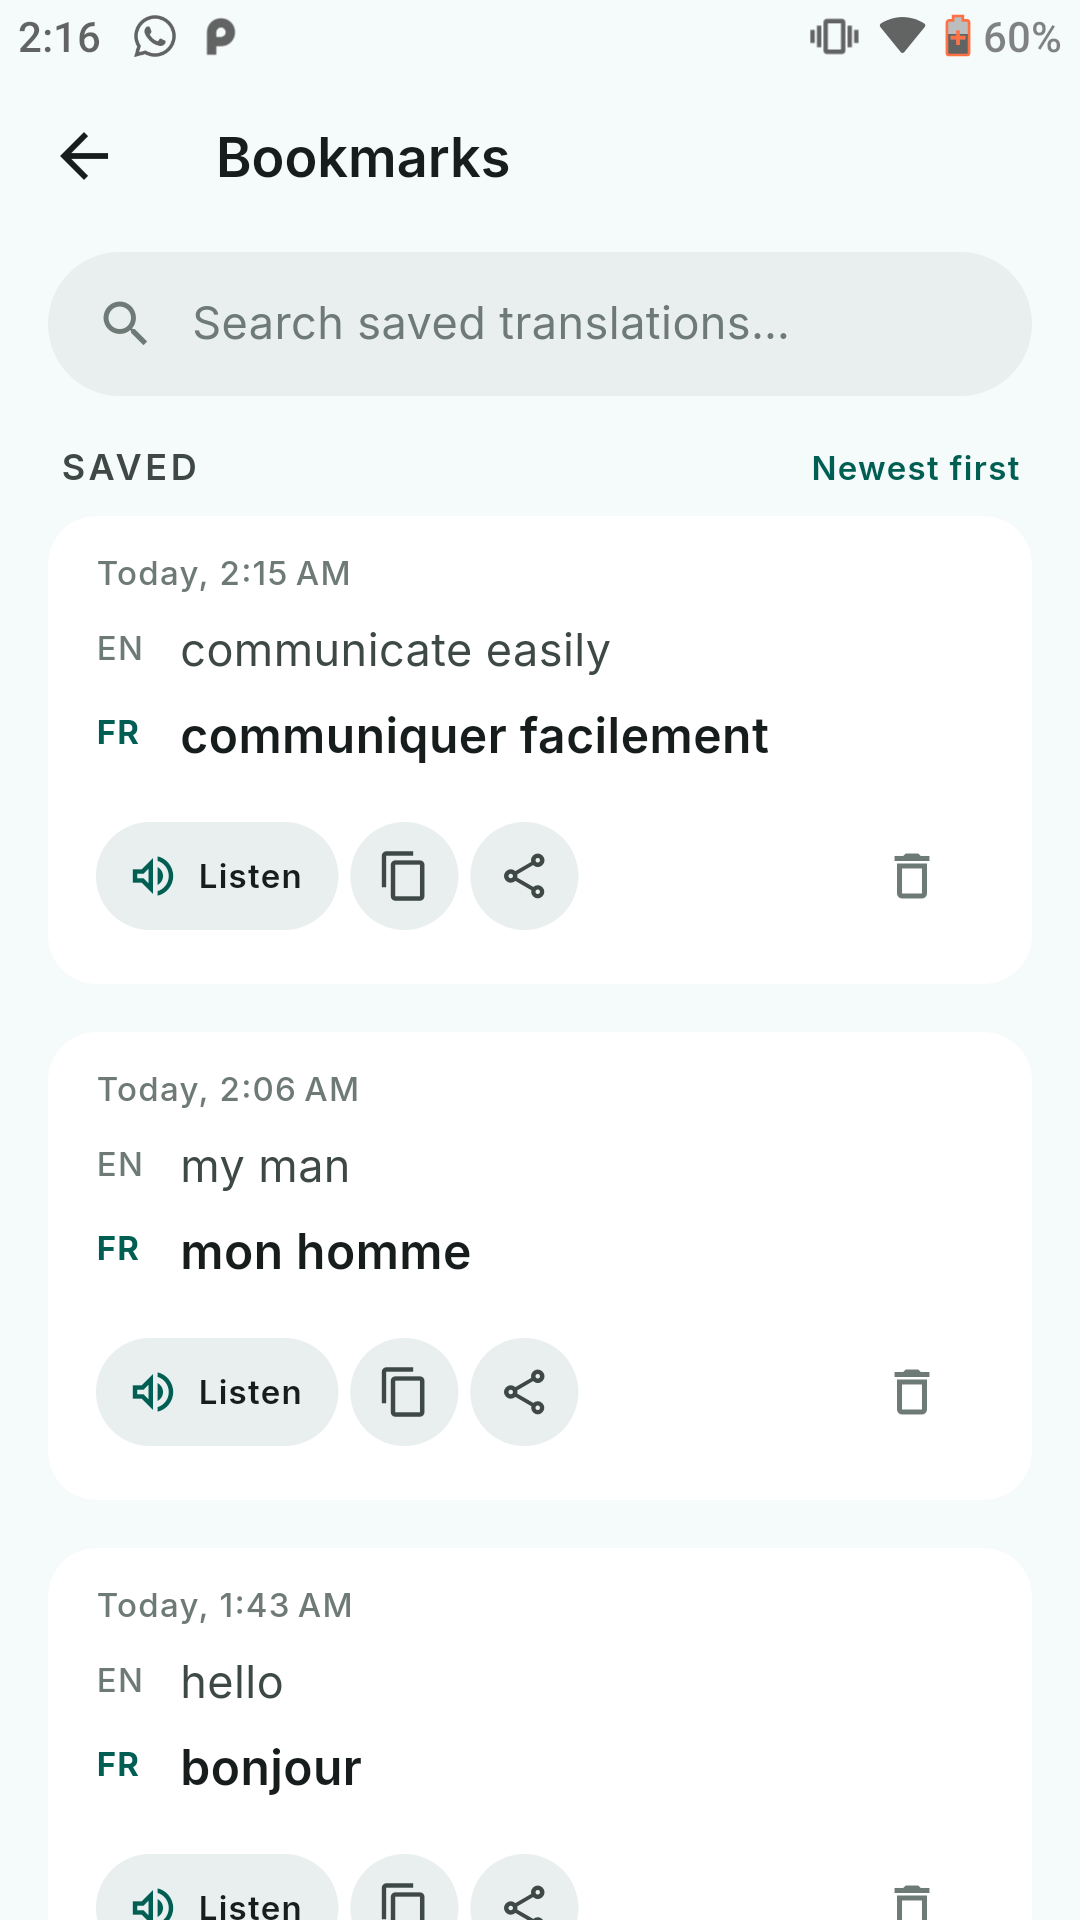 2:16
60%
Bookmarks
Search saved translations...
SAVED
Newest first
Today, 2:15 AM
EN communicate easily
FR communiquer facilement
Listen
Today, 2:06 AM
EN my man
FR mon homme
Listen
Today, 1:43 AM
EN hello
FR bonjour
Listen